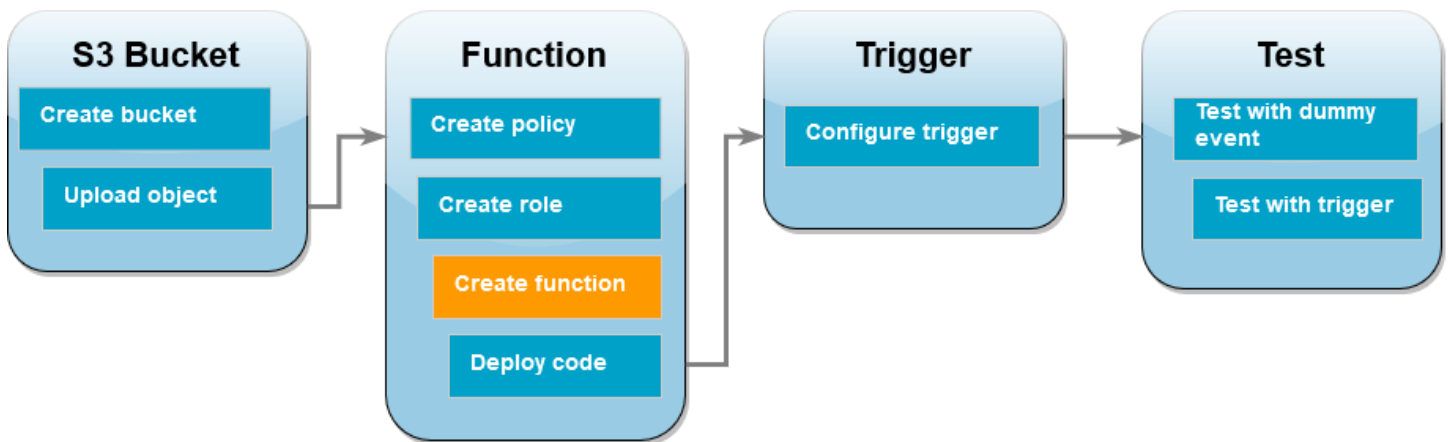 S3 Bucket
Create bucket
Upload object
Function
Create policy
Create role
Create function
Deploy code
Trigger
Configure trigger
Test
Test with dummy
event
Test with trigger